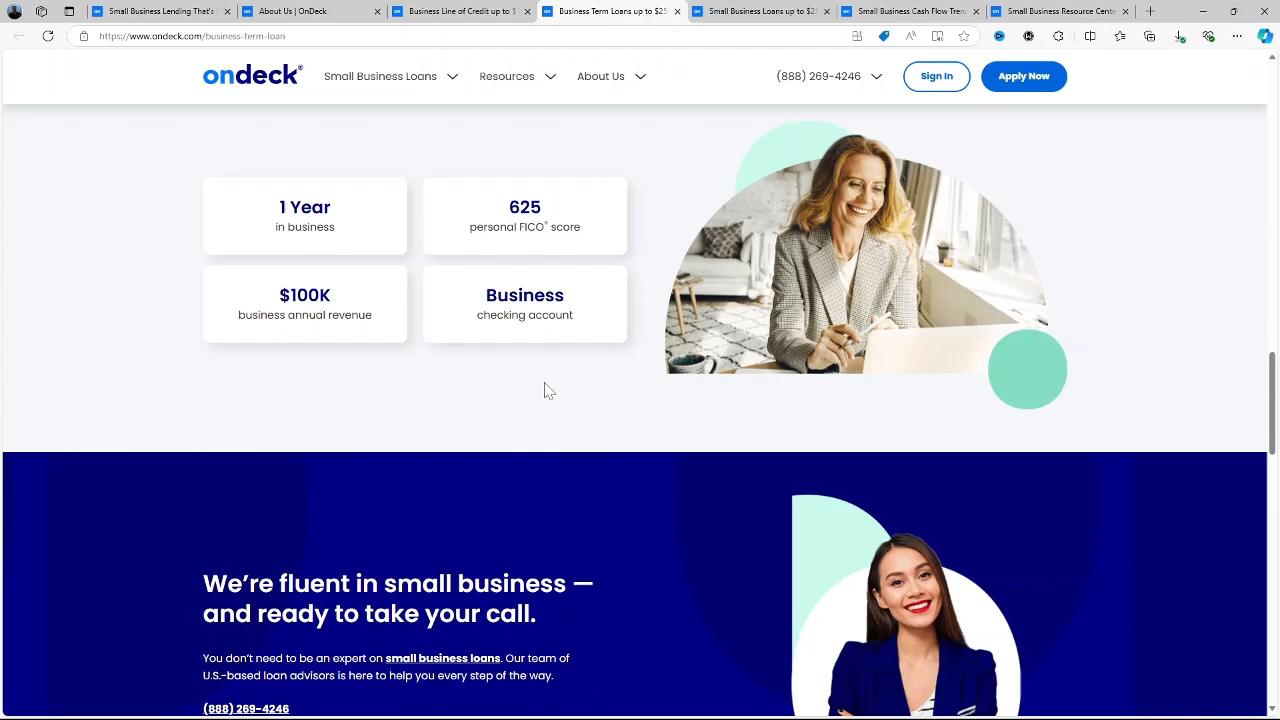 Small Business Lending That's
About Us | OnDeck
Business Line of Credit up to $
Business Term Loans up to $25
Small Business Loans up to $2
Small Business Cash Flow Tren
Small Business Resource Cente
https://www.ondeck.com/business-term-loan
ondeck®
Small Business Loans
Resources
About Us
(888) 269-4246
Sign In
Apply Now
1 Year
in business
625
personal FICO® score
$100K
business annual revenue
Business
checking account
We're fluent in small business —
and ready to take your call.
You don't need to be an expert on small business loans. Our team of
U.S.-based loan advisors is here to help you every step of the way.
(888) 269-4246